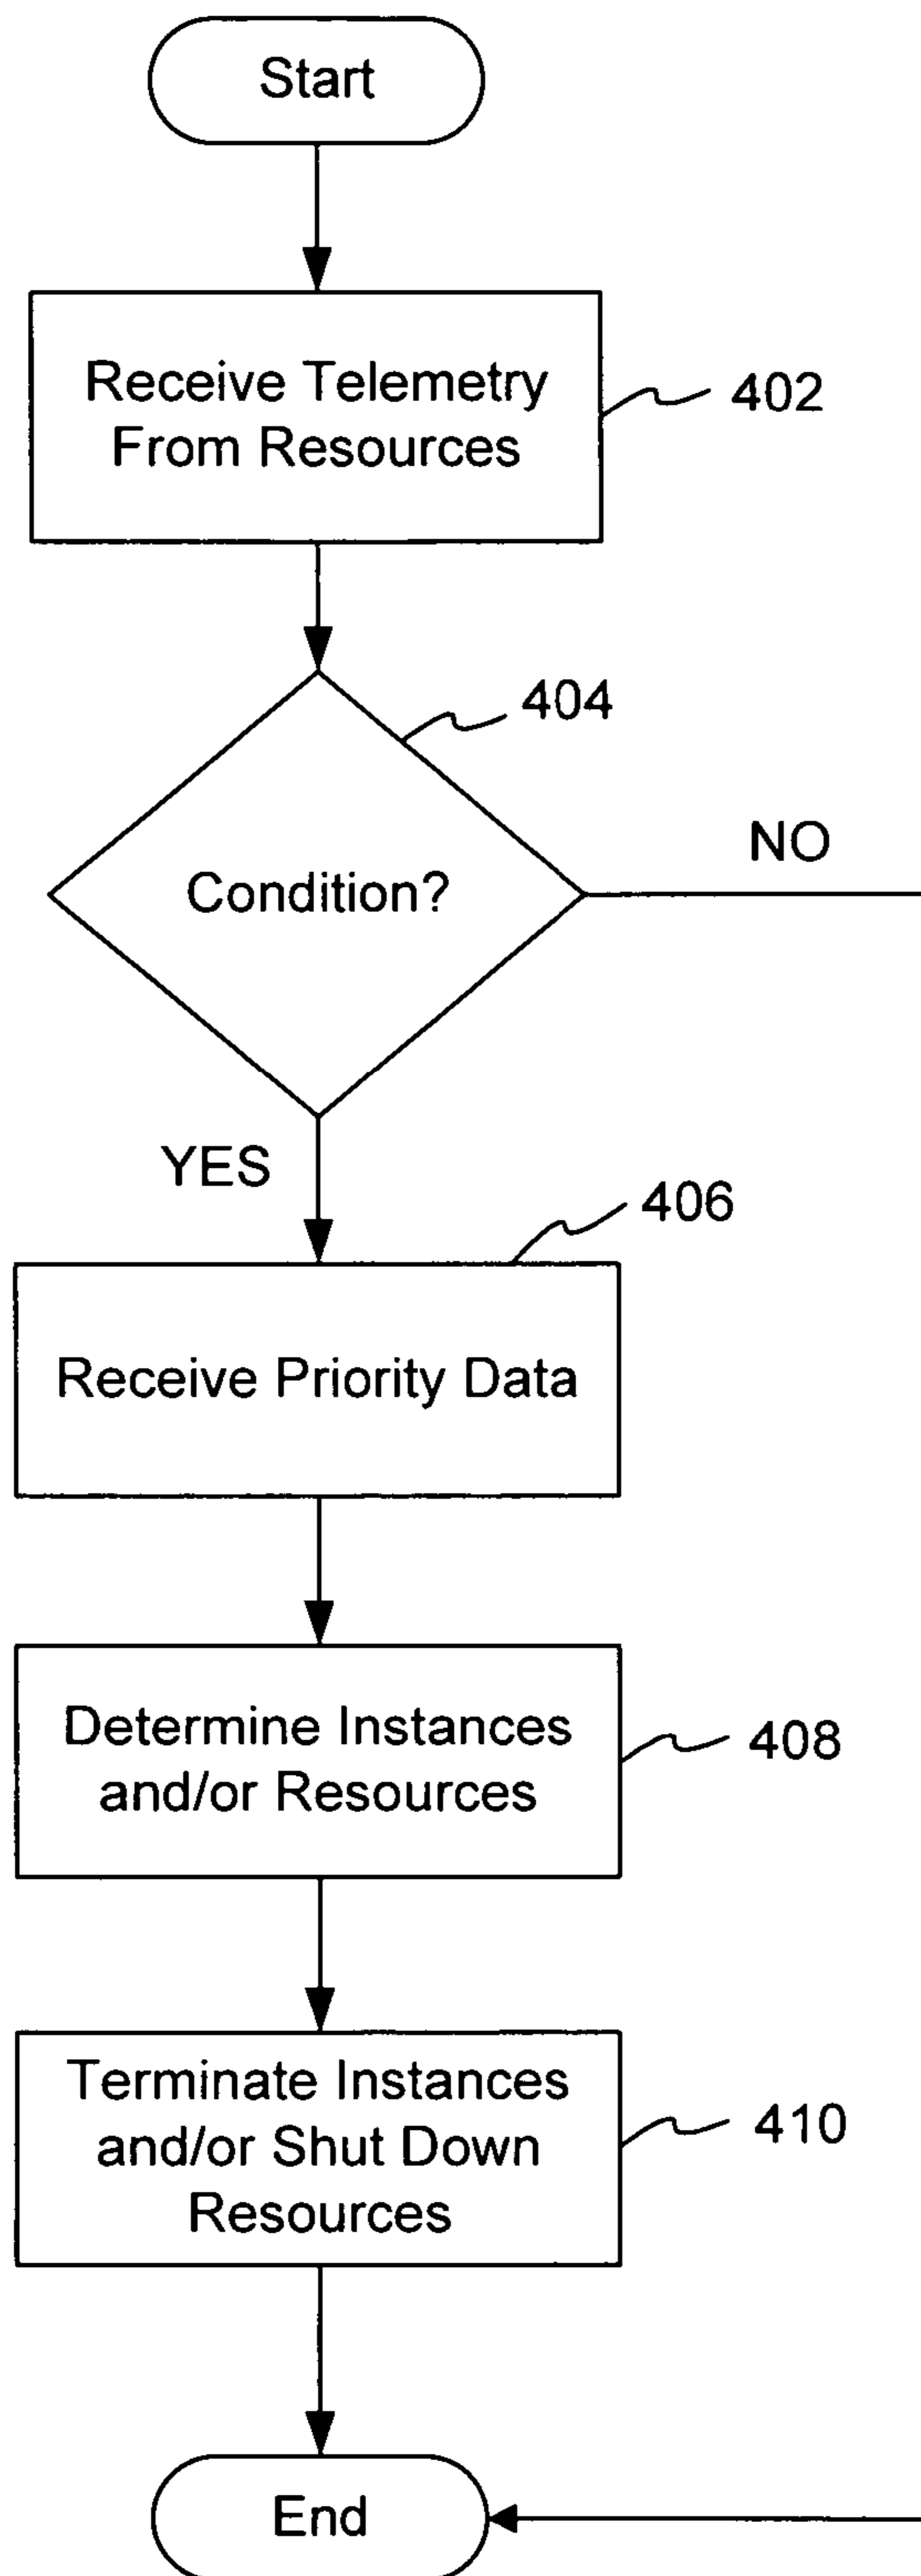 Start
Receive Telemetry
From Resources
402
404
Condition?
NO
YES
406
Receive Priority Data
Determine Instances
and/or Resources
408
Terminate Instances
and/or Shut Down
Resources
410
End